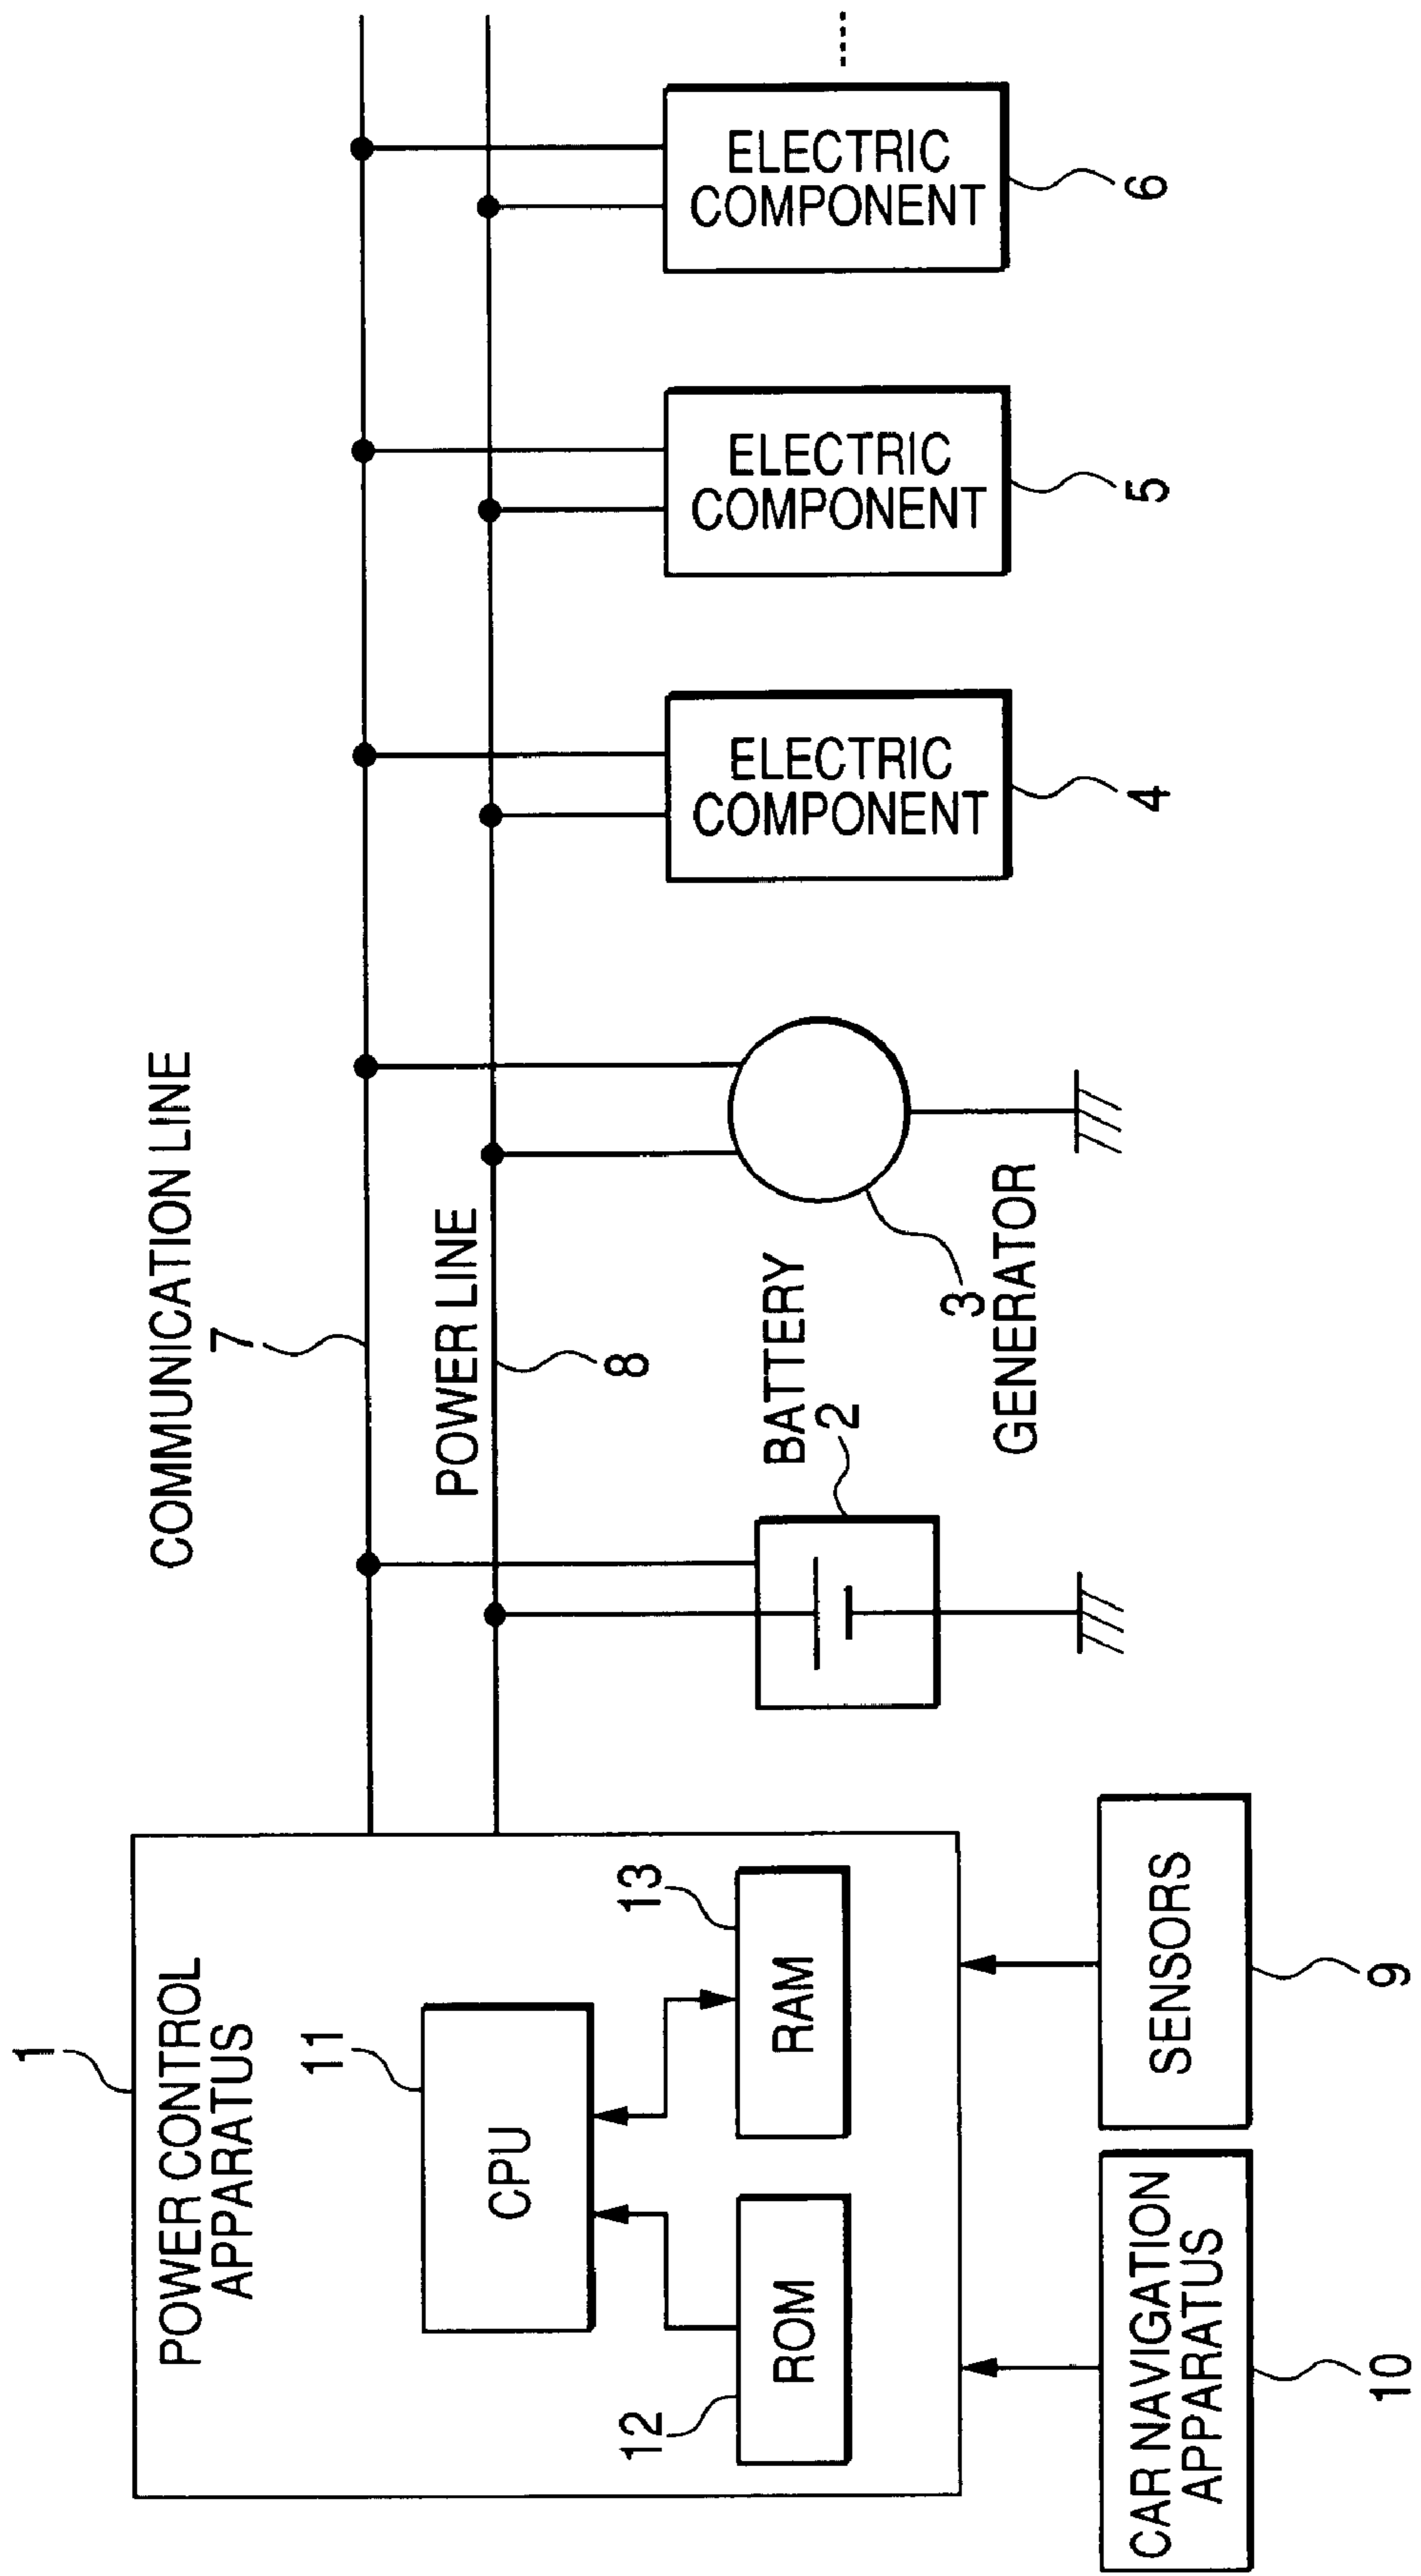 1
POWER CONTROL
APPARATUS
11
CPU
12
ROM
13
RAM
CAR NAVIGATION
APPARATUS
10
SENSORS
9
COMMUNICATION LINE
7
POWER LINE
8
BATTERY
2
3
GENERATOR
ELECTRIC
COMPONENT
4
ELECTRIC
COMPONENT
5
ELECTRIC
COMPONENT
6